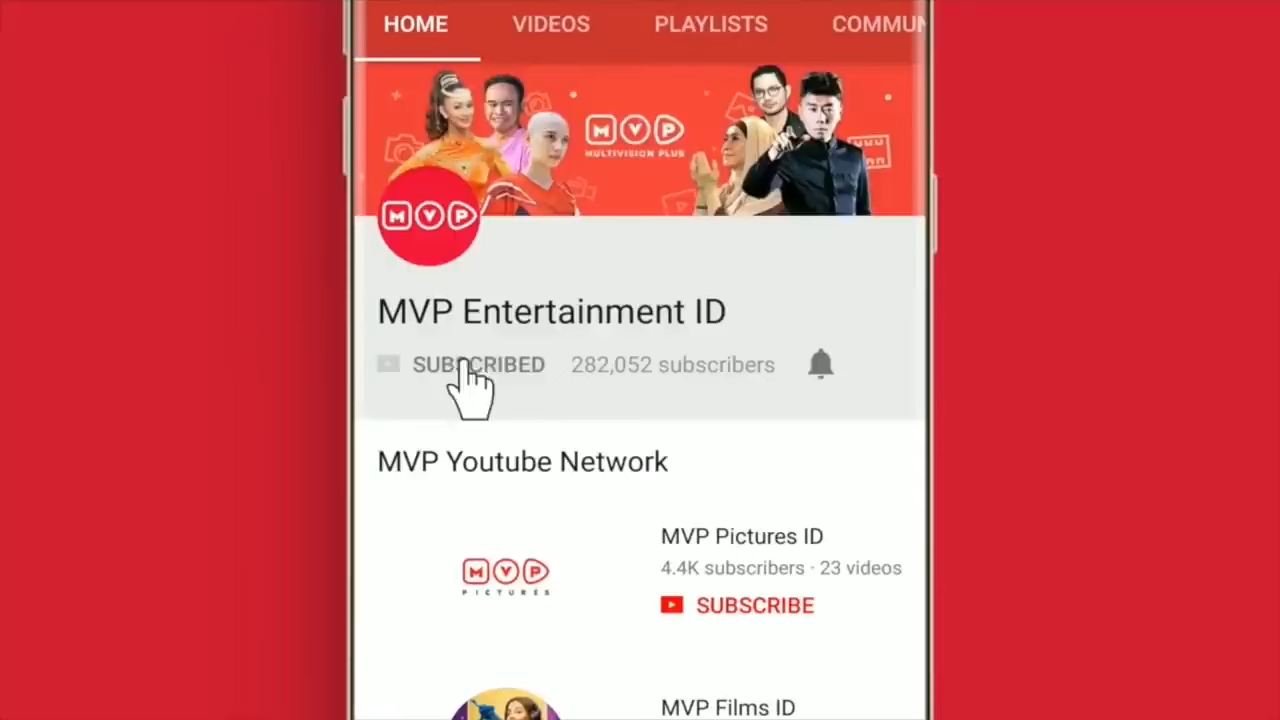 HOME VIDEOS PLAYLISTS COMMUN
MVP
MULTIVISION PLUS
MVP
MVP Entertainment ID
SUBSCRIBED 282,052 subscribers
MVP Youtube Network
MVP Pictures ID
4.4K subscribers · 23 videos
MVP
PICTURES
SUBSCRIBE
MVP Films ID